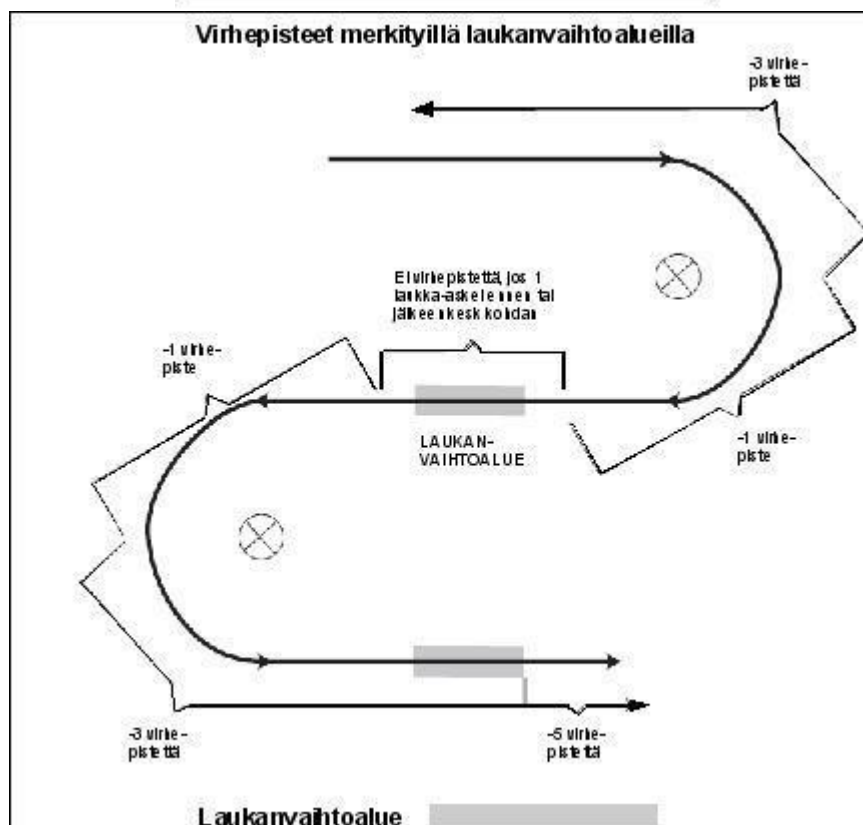 Virhepisteet merkityillä laukanvaihtoalueilla
-3 virhe-
pistettä
Ei virhepistettä, jos 1
laukka-askel ennen tai
jälkeen keskikohdan
-1 virhe-
piste
LAUKAN-
VAIHTOALUE
-1 virhe-
piste
-3 virhe-
pistettä
-5 virhe-
pistettä
Laukanvaihtoalue